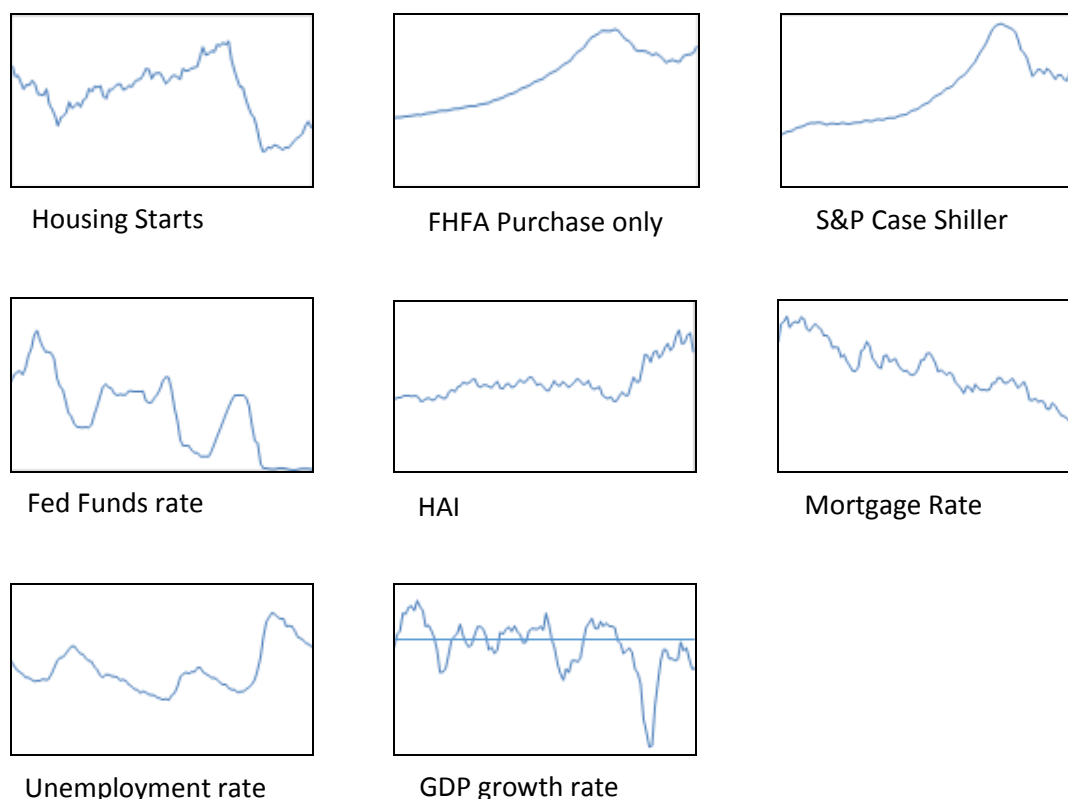 Housing Starts
FHFA Purchase only
S&P Case Shiller
Fed Funds rate
HAI
Mortgage Rate
Unemployment rate
GDP growth rate